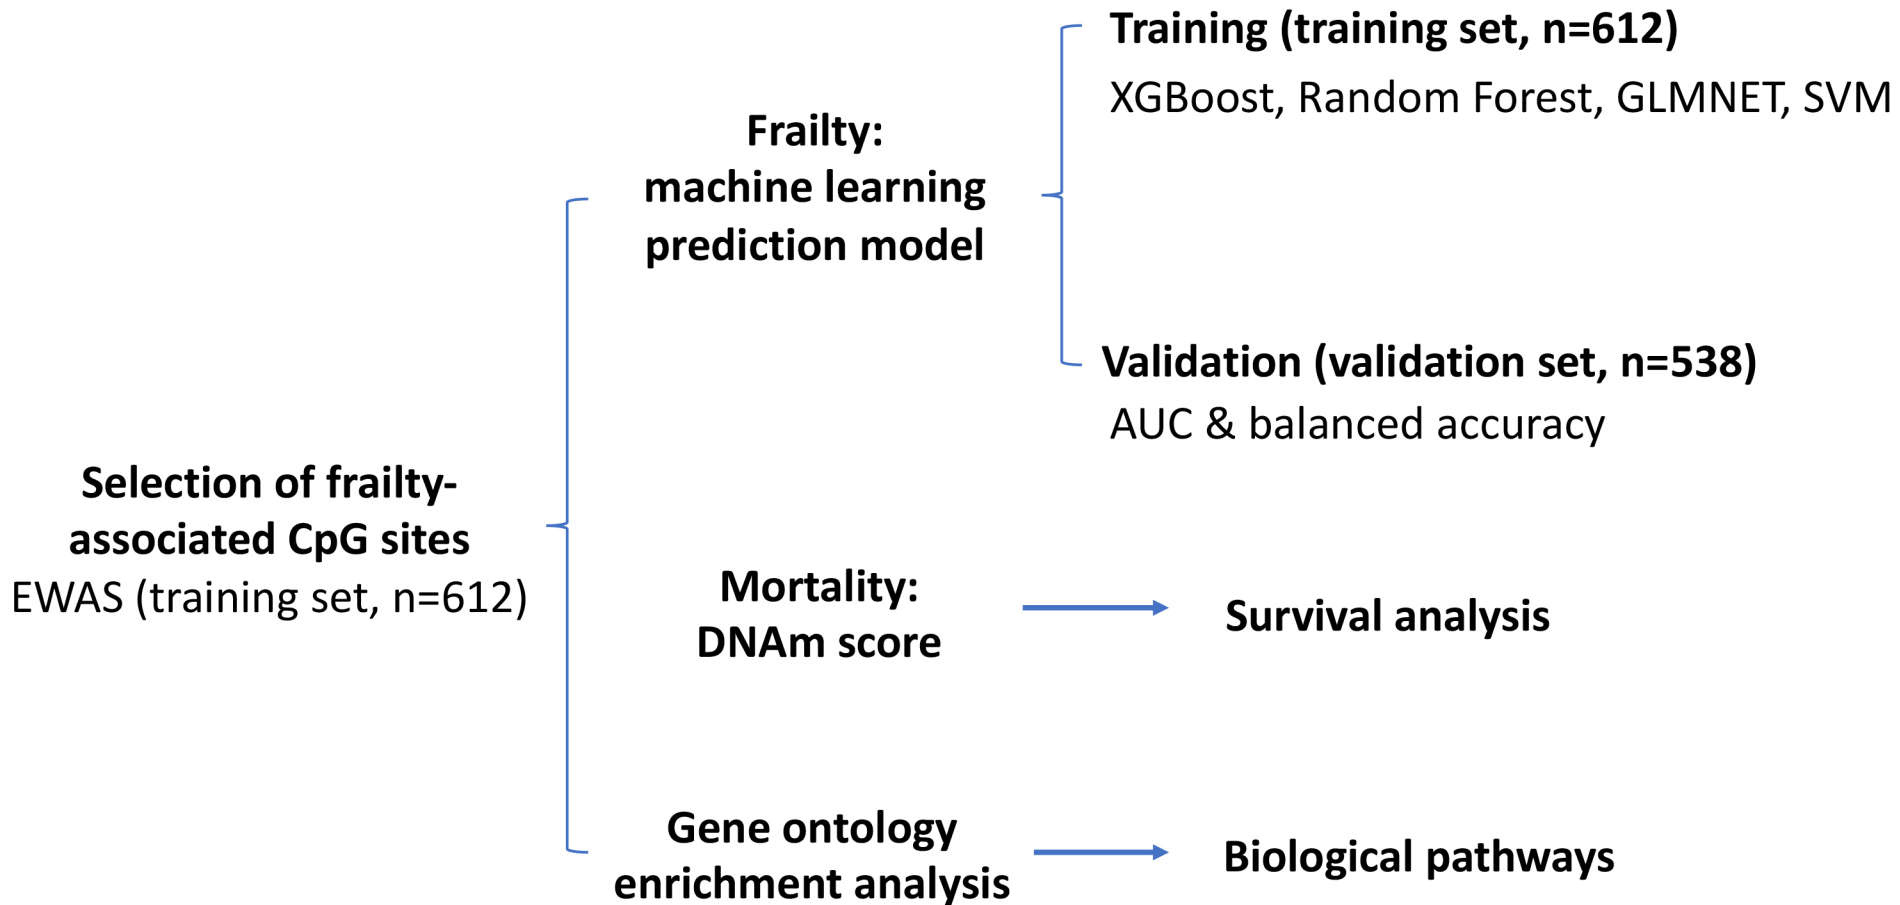 Training (training set, n=612)
XGBoost, Random Forest, GLMNET, SVM
Frailty:
machine learning
prediction model
Validation (validation set, n=538)
AUC & balanced accuracy
Selection of frailty-
associated CpG sites
EWAS (training set, n=612)
Mortality:
DNAm score
Survival analysis
Gene ontology
enrichment analysis
Biological pathways